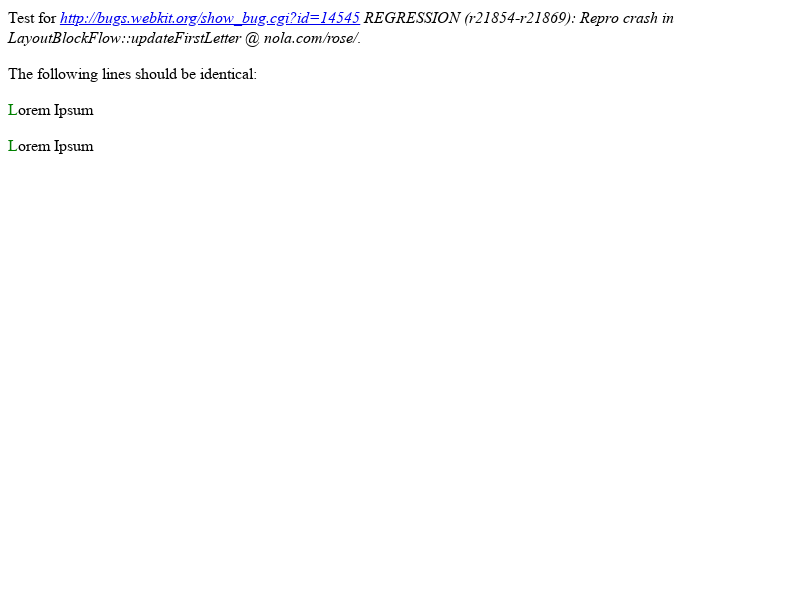 Test for http://bugs.webkit.org/show_bug.cgi?id=14545 REGRESSION (r21854-r21869): Repro crash in
LayoutBlockFlow::updateFirstLetter @ nola.com/rose/.
The following lines should be identical:
Lorem Ipsum
Lorem Ipsum